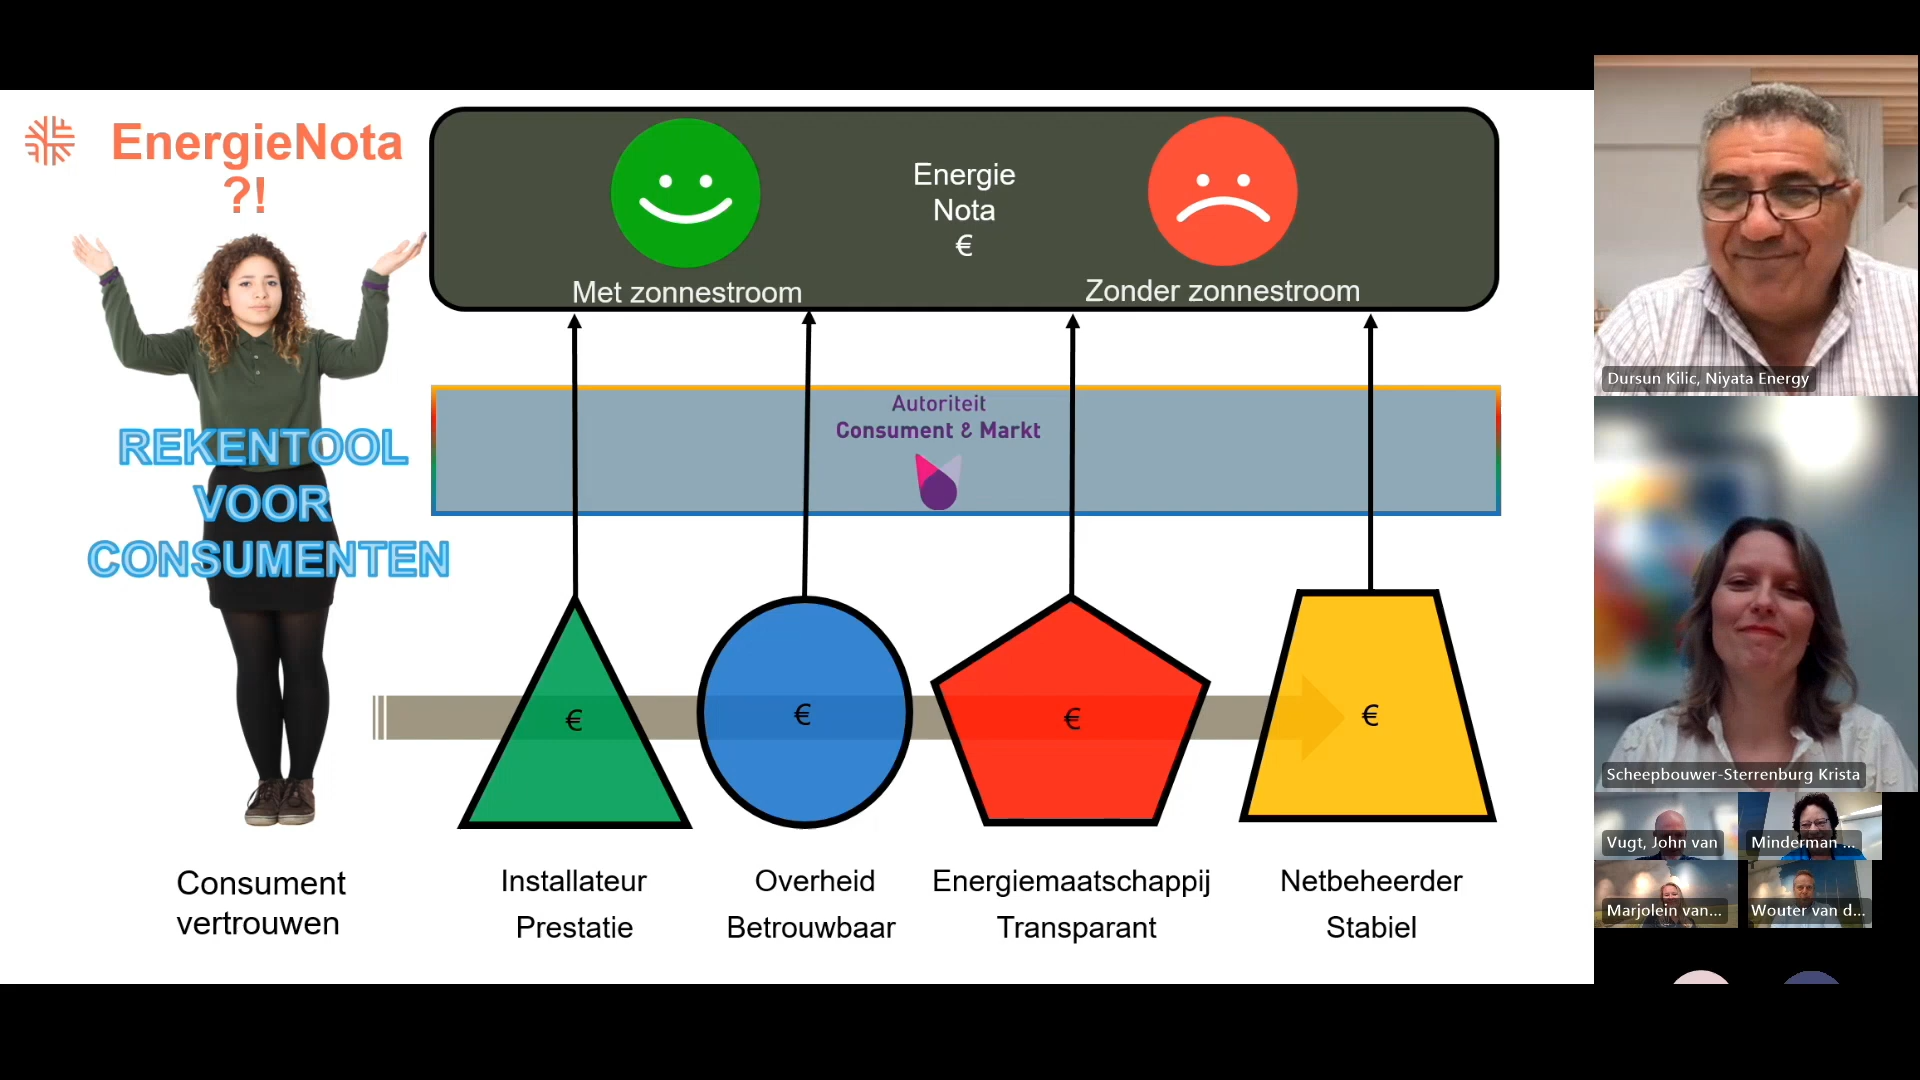 EnergieNota
?!
Energie
Nota
€
Met zonnestroom
Zonder zonnestroom
Autoriteit
Consument & Markt
REKENTOOL
VOOR
CONSUMENTEN
€
€
€
€
Consument
vertrouwen
Installateur
Prestatie
Overheid
Betrouwbaar
Energiemaatschappij
Transparant
Netbeheerder
Stabiel
Dursun Kilic, Niyata Energy
Scheepbouwer-Sterrenburg Krista
Vugt, John van
Minderman ...
Marjolein van...
Wouter van d...